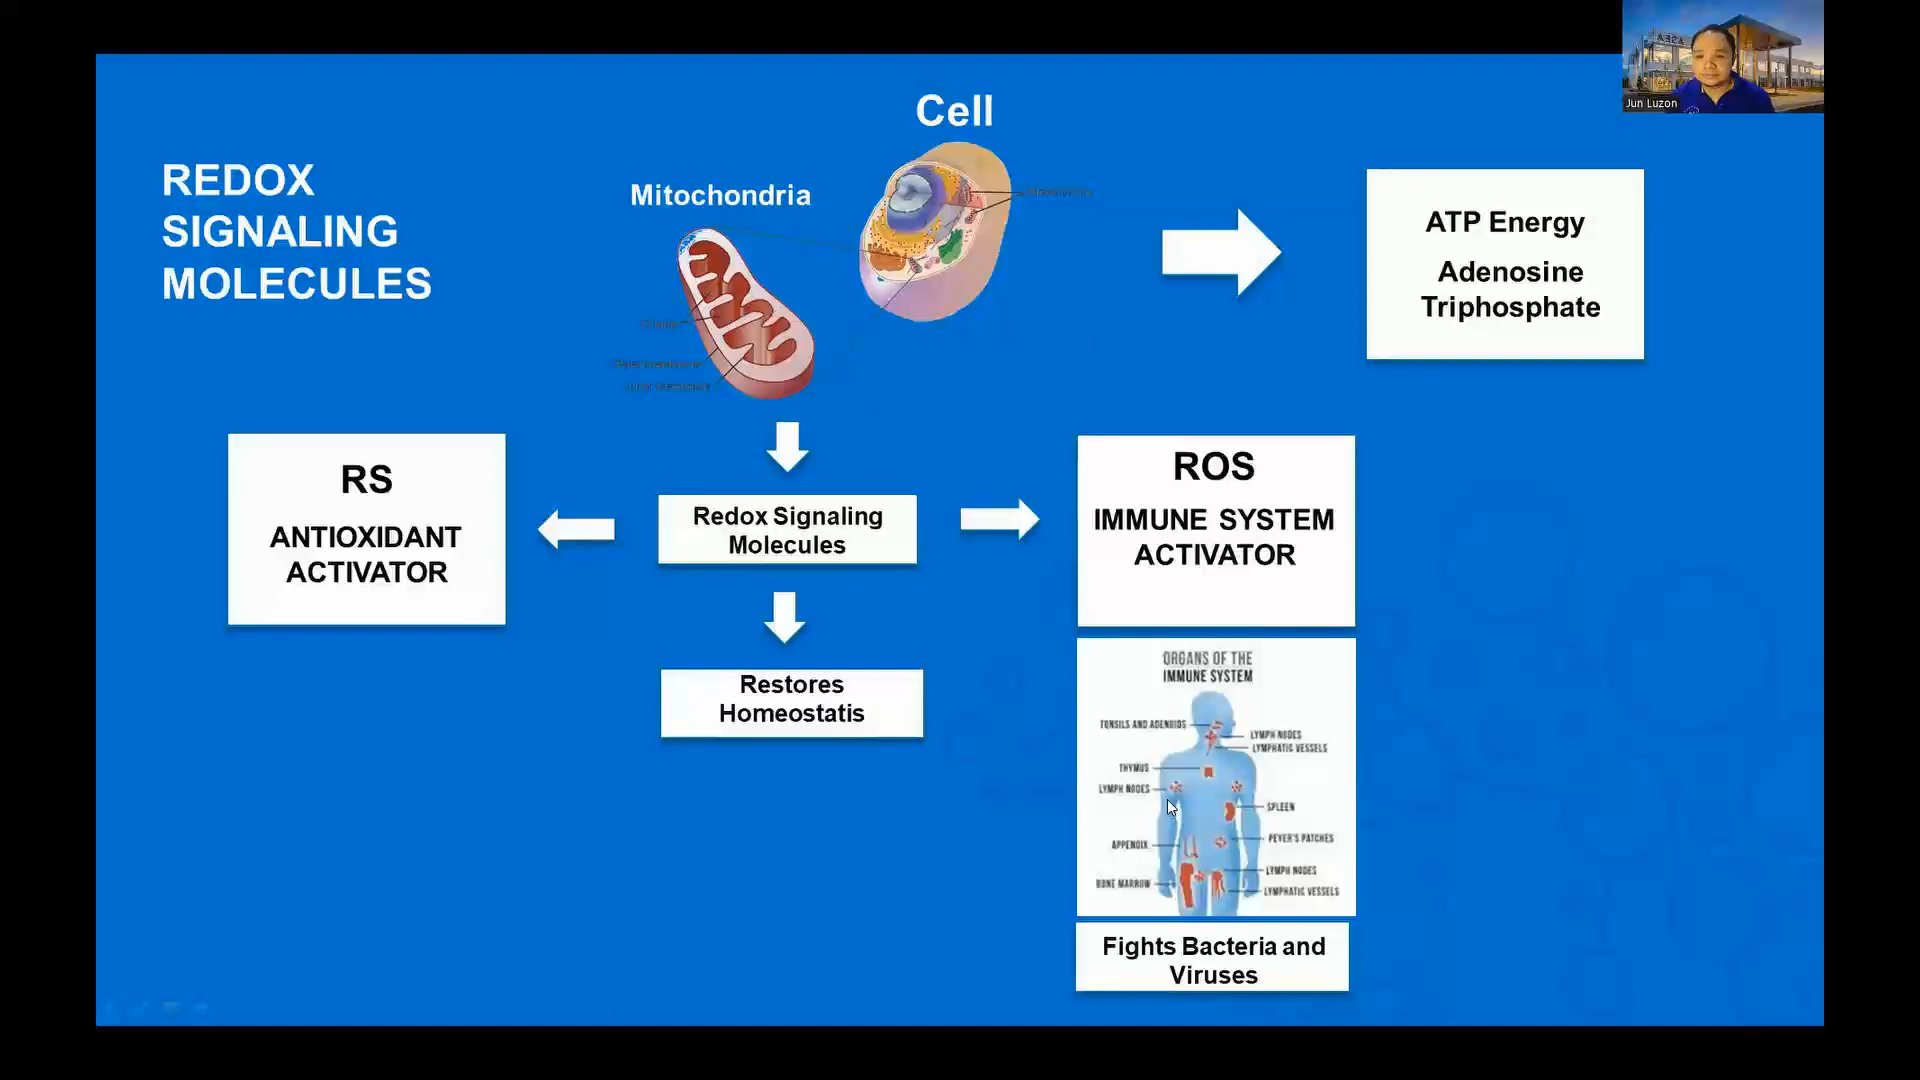 Jun Luzon
Cell
REDOX
SIGNALING
MOLECULES
Mitochondria
ATP Energy
Adenosine
Triphosphate
RS
ANTIOXIDANT
ACTIVATOR
Redox Signaling
Molecules
ROS
IMMUNE SYSTEM
ACTIVATOR
Restores
Homeostatis
ORGANS OF THE
IMMUNE SYSTEM
TONSILS AND ADENOIDS
LYMPH NODES
LYMPHATIC VESSELS
THYMUS
LYMPH NODES
SPLEEN
PEYER'S PATCHES
APPENDIX
LYMPH NODES
BONE MARROW
LYMPHATIC VESSELS
Fights Bacteria and
Viruses